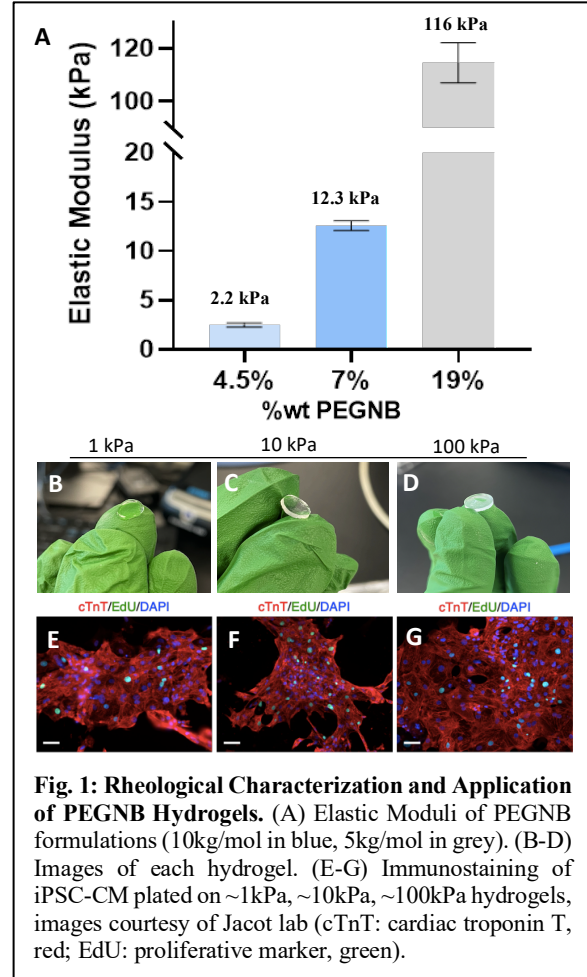 A
Elastic Modulus (kPa)
120
100
20
15
10
5
0
2.2 kPa
12.3 kPa
116 kPa
4.5%
7%
19%
%wt PEGNB
1 kPa
10 kPa
100 kPa
B
C
D
cTnT/EdU/DAPI
cTnT/EdU/DAPI
cTnT/EdU/DAPI
E
F
G
Fig. 1: Rheological Characterization and Application
of PEGNB Hydrogels. (A) Elastic Moduli of PEGNB
formulations (10kg/mol in blue, 5kg/mol in grey). (B-D)
Images of each hydrogel. (E-G) Immunostaining of
iPSC-CM plated on ~1kPa, ~10kPa, ~100kPa hydrogels,
images courtesy of Jacot lab (cTnT: cardiac troponin T,
red; EdU: proliferative marker, green).